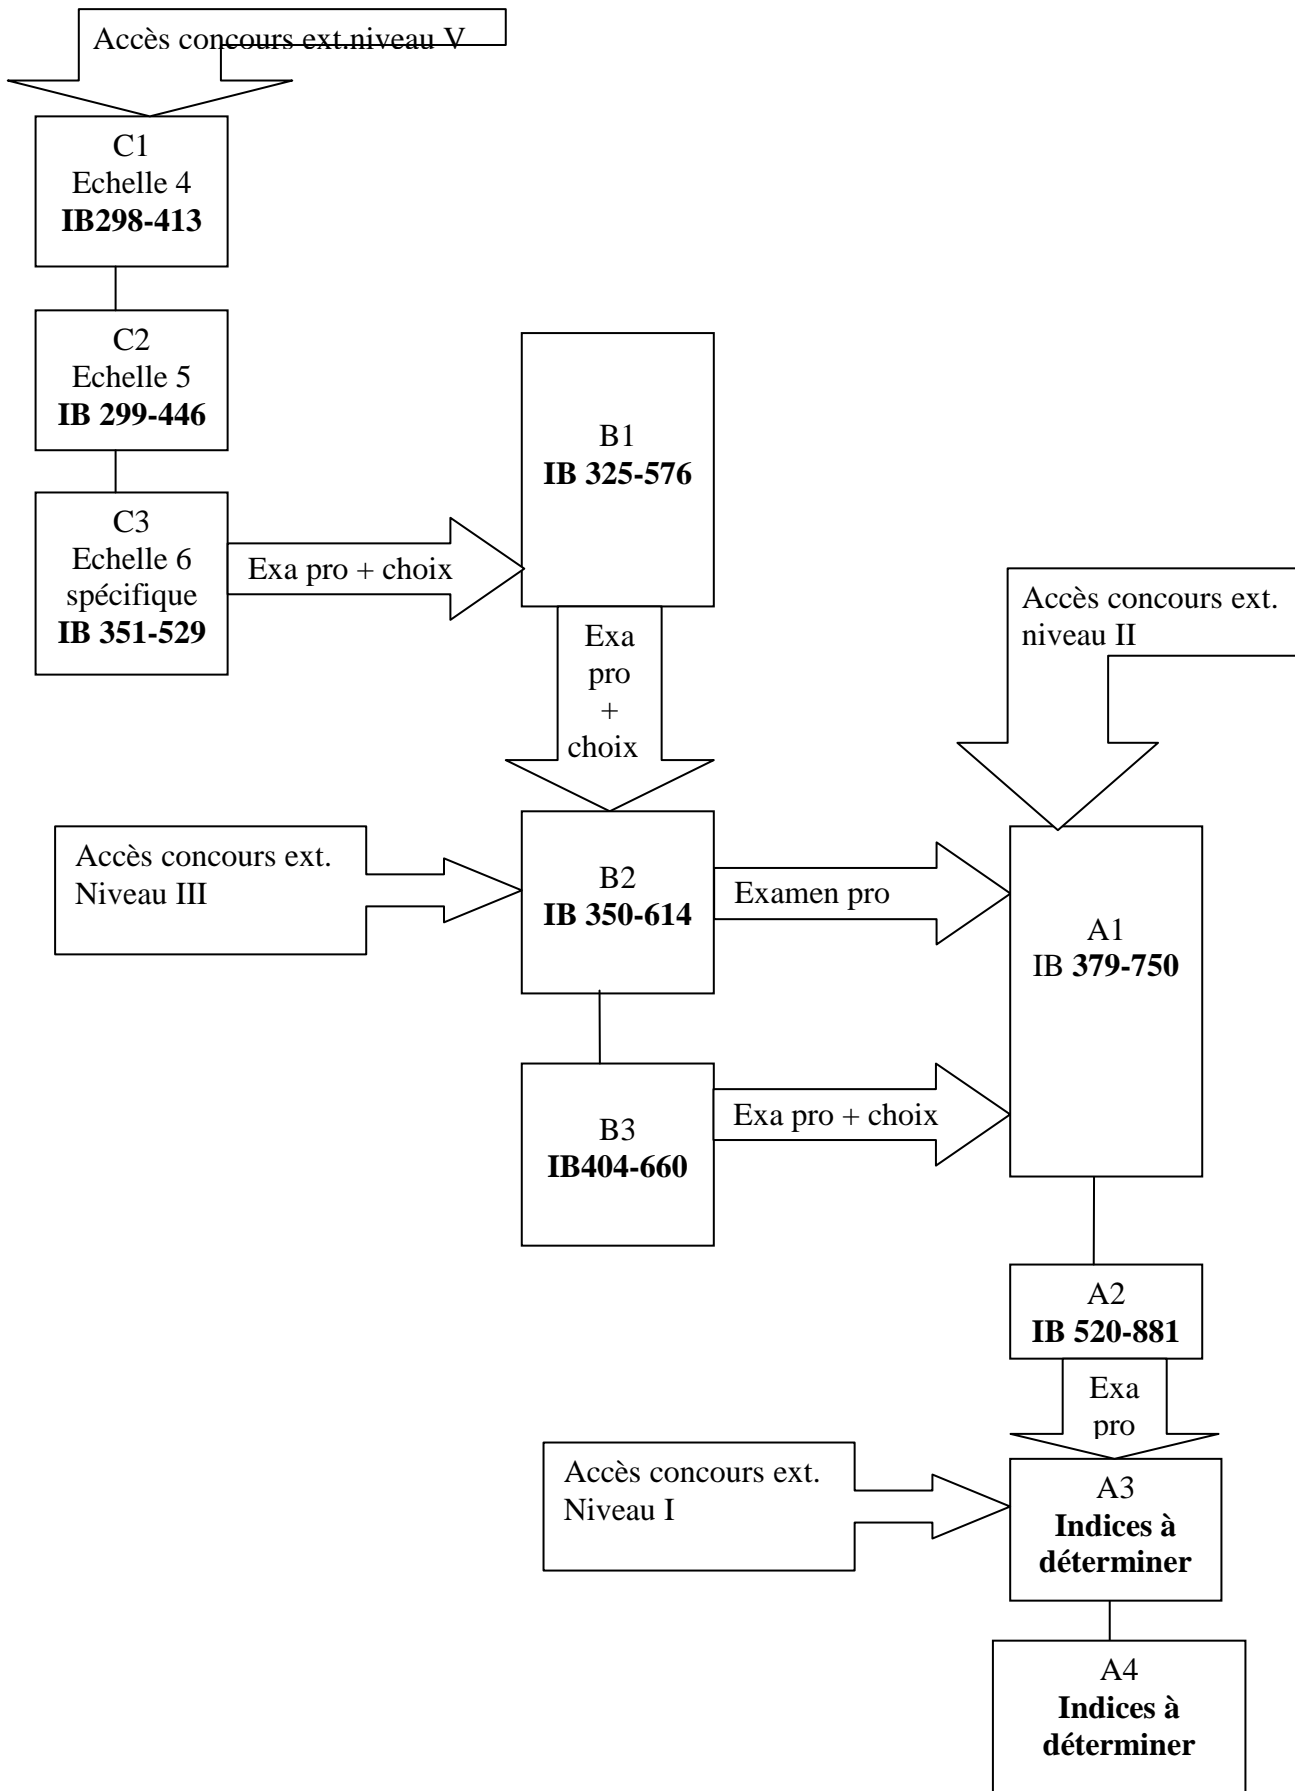 Accès concours ext.niveau V
C1
Echelle 4
IB298-413
C2
Echelle 5
IB 299-446
C3
Echelle 6
spécifique
IB 351-529
Exa pro + choix
B1
IB 325-576
Exa
pro
+
choix
Accès concours ext.
niveau II
Accès concours ext.
Niveau III
B2
IB 350-614
Examen pro
A1
IB 379-750
B3
IB404-660
Exa pro + choix
A2
IB 520-881
Exa
pro
Accès concours ext.
Niveau I
A3
Indices à
déterminer
A4
Indices à
déterminer